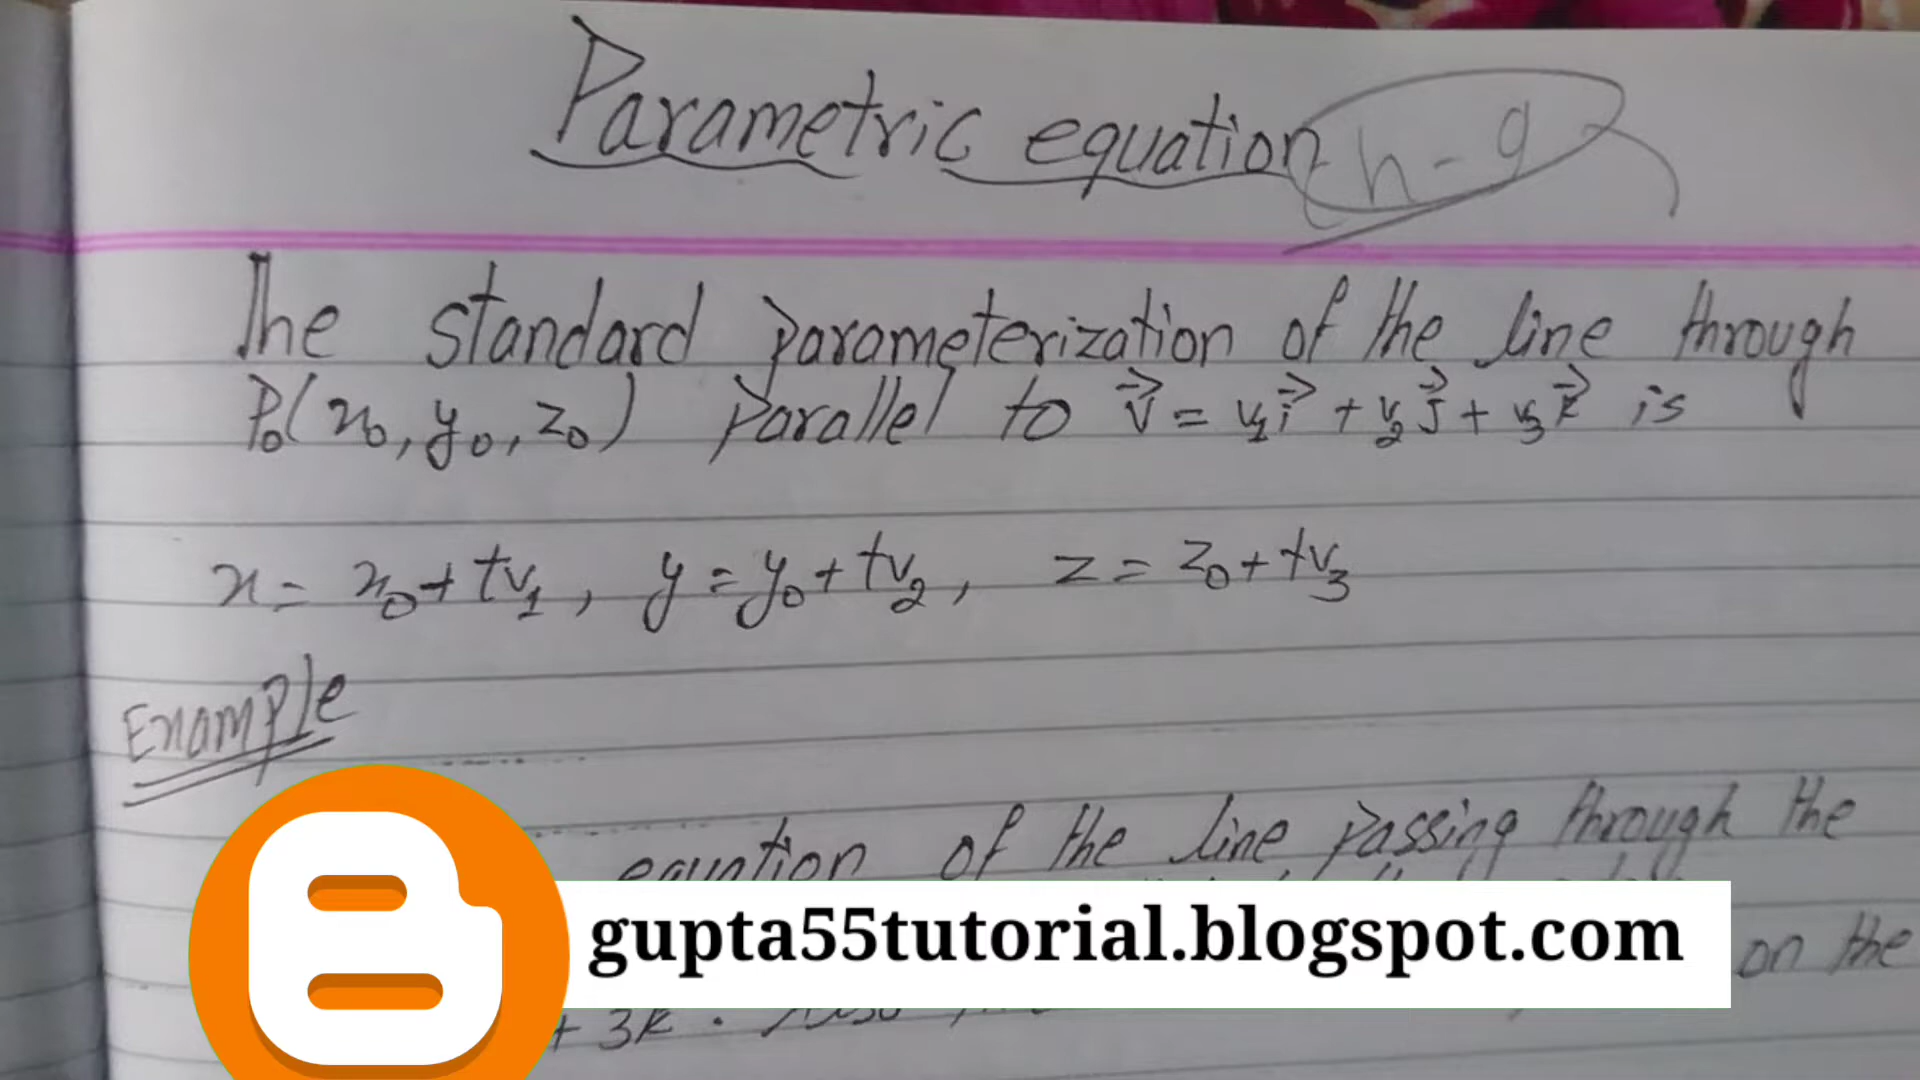 Parametric equation h-g
The standard parameterization of the line through
P₀(x₀, y₀, z₀) parallel to v⃗ = v₁i⃗ + v₂j⃗ + v₃k⃗ is
x = x₀ + tv₁, y = y₀ + tv₂, z = z₀ + tv₃
Example
equation of the line passing through the
gupta55tutorial.blogspot.com
on the
+ 3k. Also